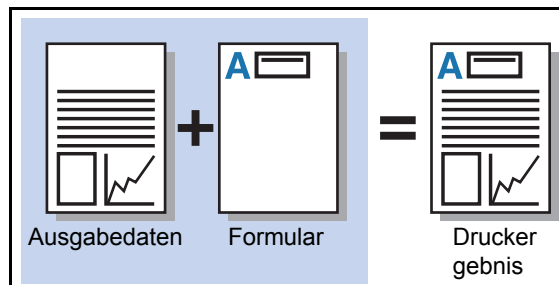 A
A
Ausgabedaten
Formular
Drucker
gebnis